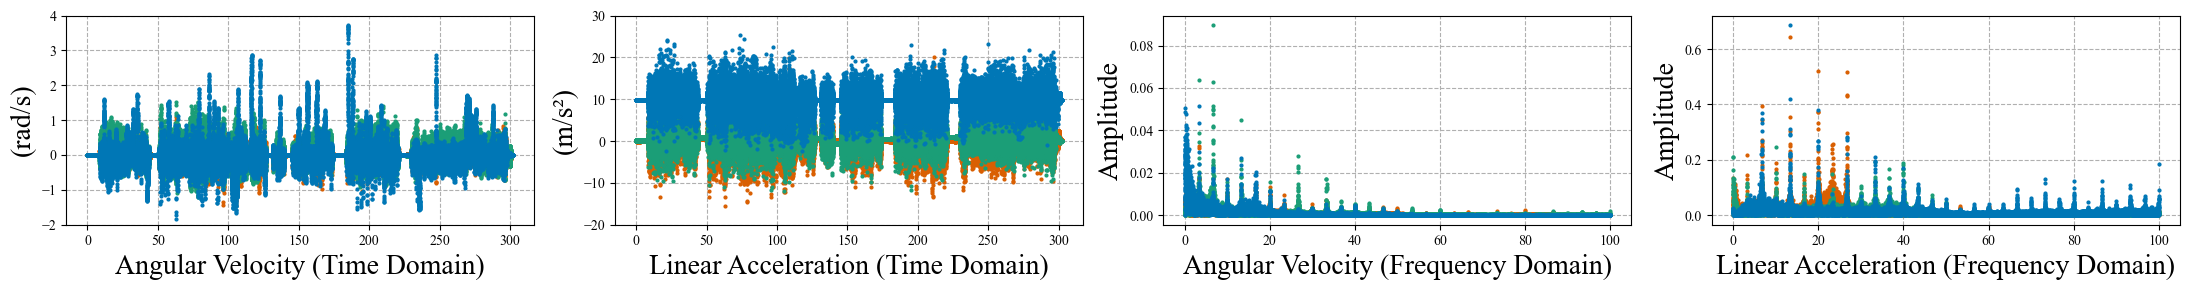 4
3
2
1
0
−1
−2
(rad/s)
0 50 100 150 200 250 300
Angular Velocity (Time Domain)
30
20
10
0
−10
−20
(m/s²)
0 50 100 150 200 250 300
Linear Acceleration (Time Domain)
0.08
0.06
0.04
0.02
0.00
Amplitude
0 20 40 60 80 100
Angular Velocity (Frequency Domain)
0.6
0.4
0.2
0.0
Amplitude
0 20 40 60 80 100
Linear Acceleration (Frequency Domain)